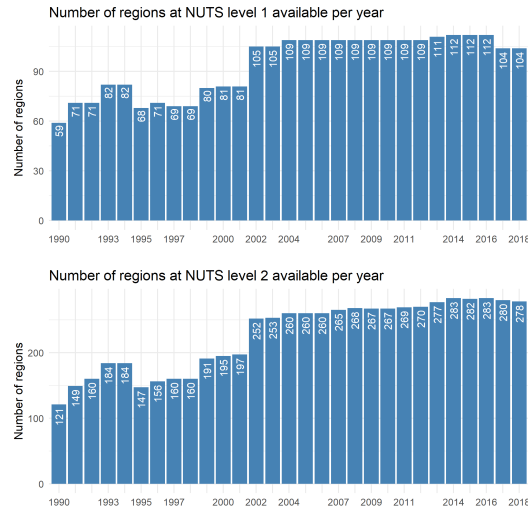 Number of regions at NUTS level 1 available per year
Number of regions
90
60
30
0
59 71 71 82 82 68 71 69 69 80 81 81 105 105 109 109 109 109 109 109 109 109 109 111 112 112 112 104 104
1990 1993 1995 1997 2000 2002 2004 2007 2009 2011 2014 2016 2018
Number of regions at NUTS level 2 available per year
Number of regions
200
100
0
121 149 160 184 184 147 156 160 160 191 195 197 252 253 260 260 260 265 268 267 267 269 270 277 283 282 283 280 278
1990 1993 1995 1997 2000 2002 2004 2007 2009 2011 2014 2016 2018